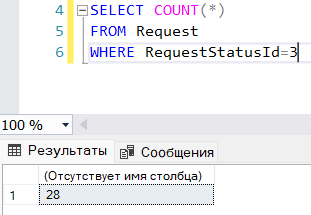 4 SELECT COUNT(*)
5 FROM Request
6 WHERE RequestStatusId=3
100 %
Результаты Сообщения
(Отсутствует имя столбца)
1 28